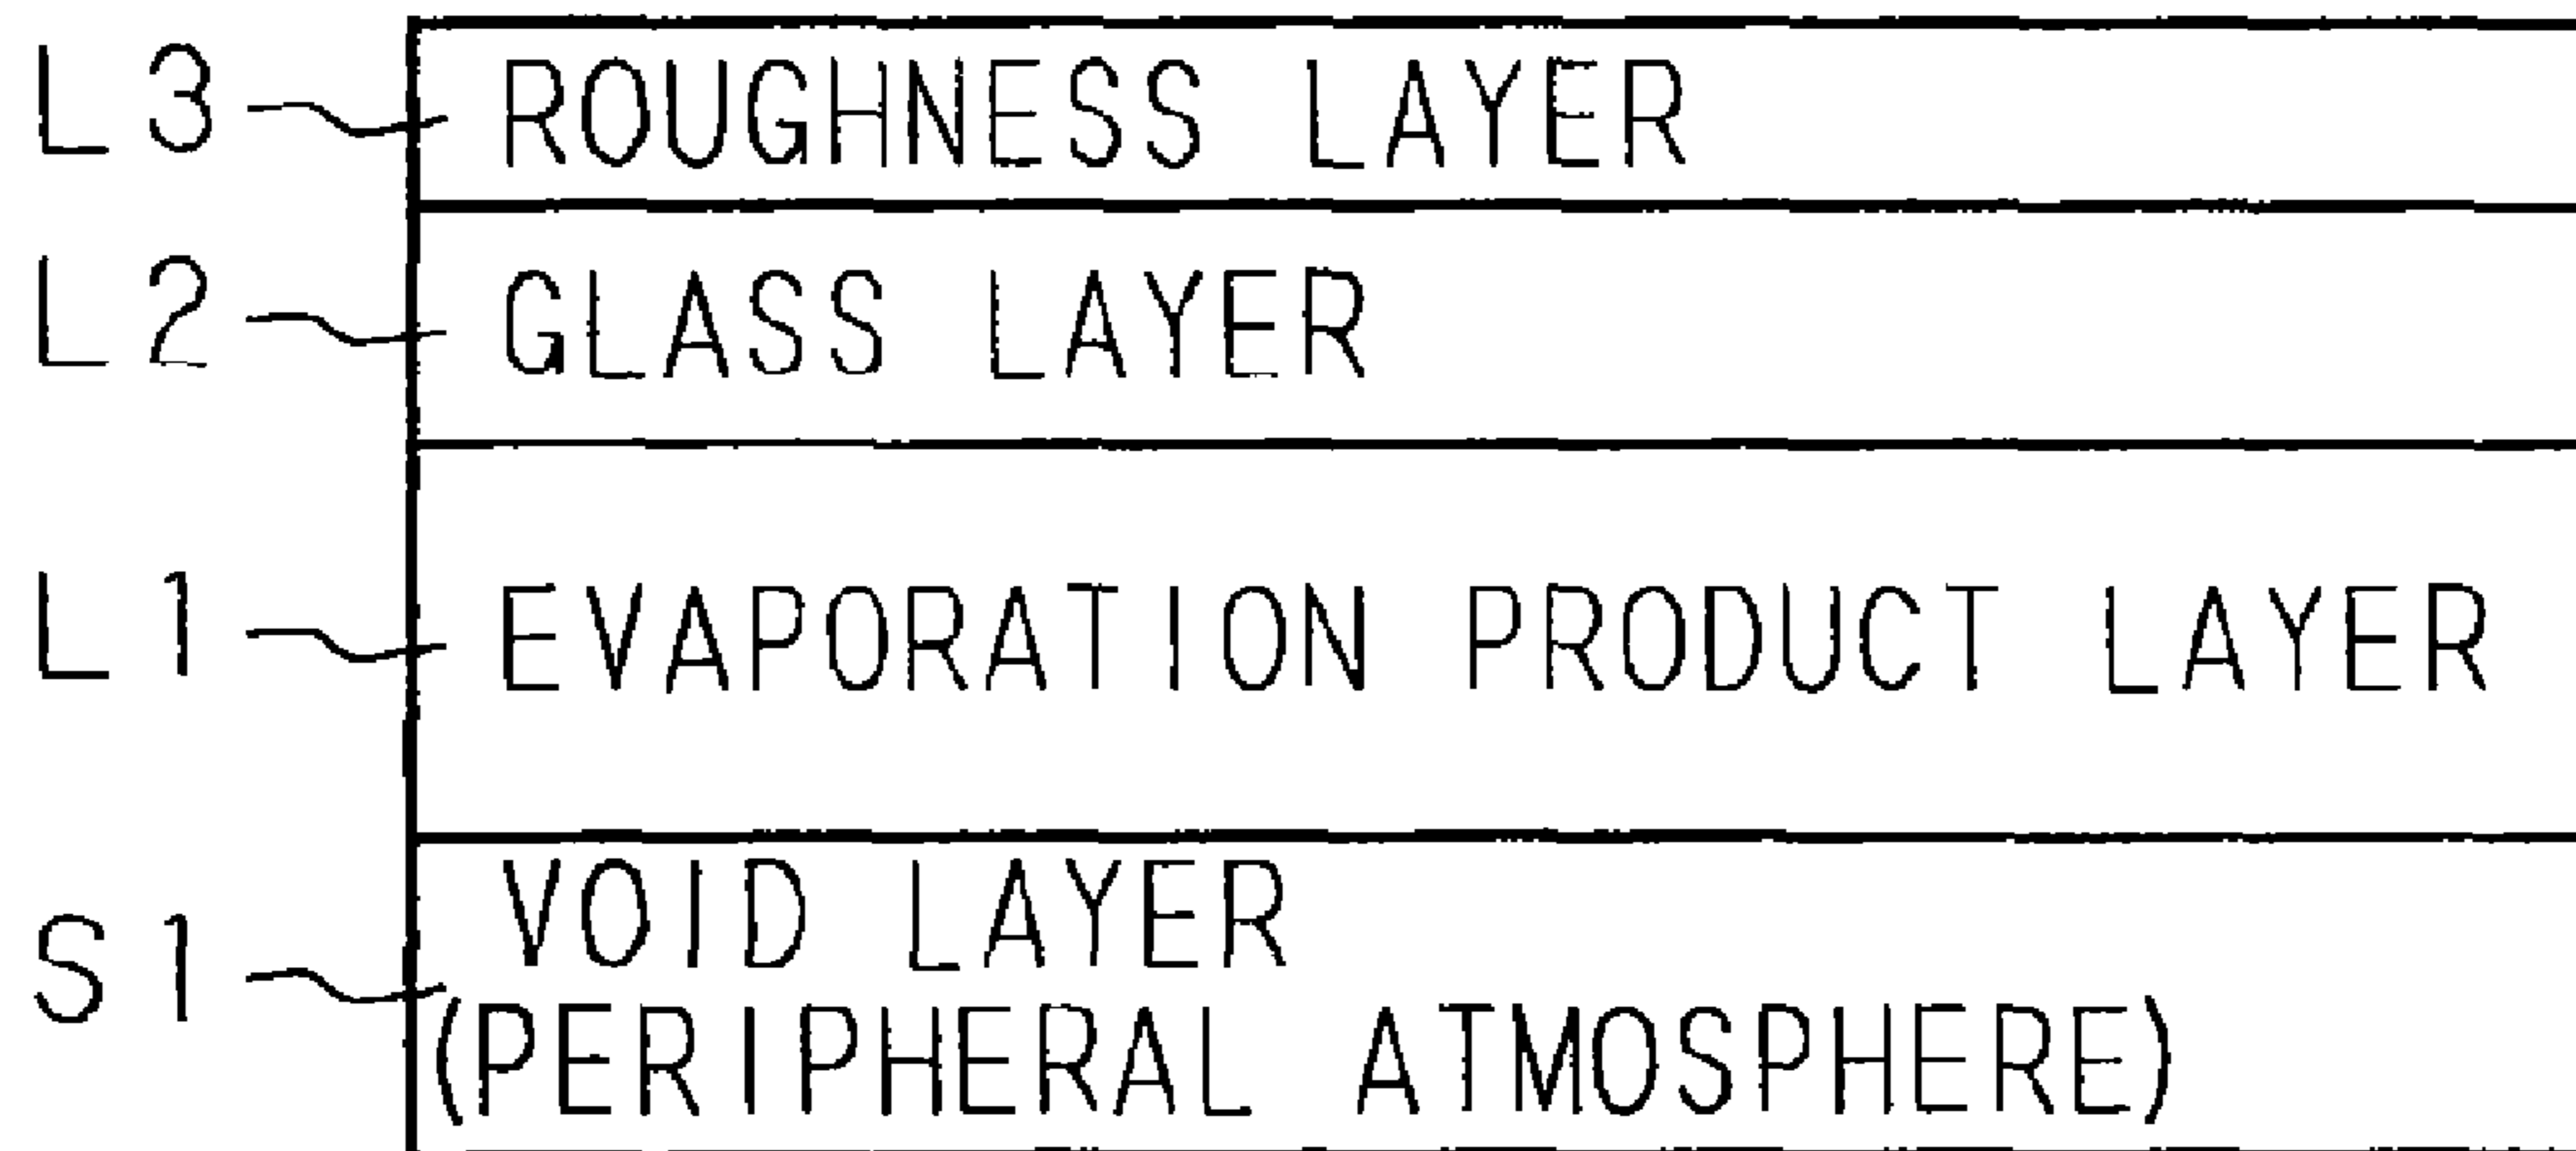 L3 ROUGHNESS LAYER
L2 GLASS LAYER
L1 EVAPORATION PRODUCT LAYER
S1 VOID LAYER
(PERIPHERAL ATMOSPHERE)